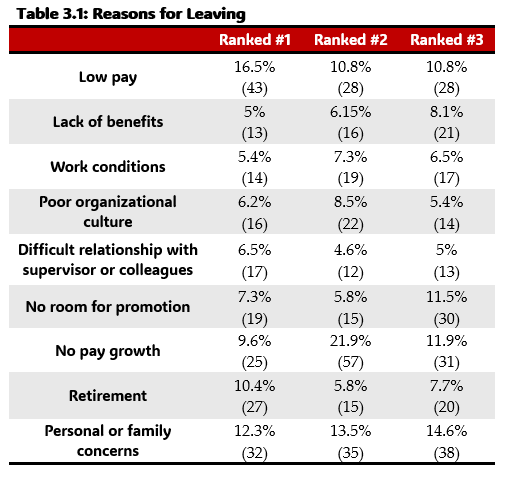 Table 3.1: Reasons for Leaving
Ranked #1 Ranked #2 Ranked #3
Low pay 16.5% 10.8% 10.8%
(43) (28) (28)
Lack of benefits 5% 6.15% 8.1%
(13) (16) (21)
Work conditions 5.4% 7.3% 6.5%
(14) (19) (17)
Poor organizational 6.2% 8.5% 5.4%
culture (16) (22) (14)
Difficult relationship with 6.5% 4.6% 5%
supervisor or colleagues (17) (12) (13)
No room for promotion 7.3% 5.8% 11.5%
(19) (15) (30)
No pay growth 9.6% 21.9% 11.9%
(25) (57) (31)
Retirement 10.4% 5.8% 7.7%
(27) (15) (20)
Personal or family 12.3% 13.5% 14.6%
concerns (32) (35) (38)